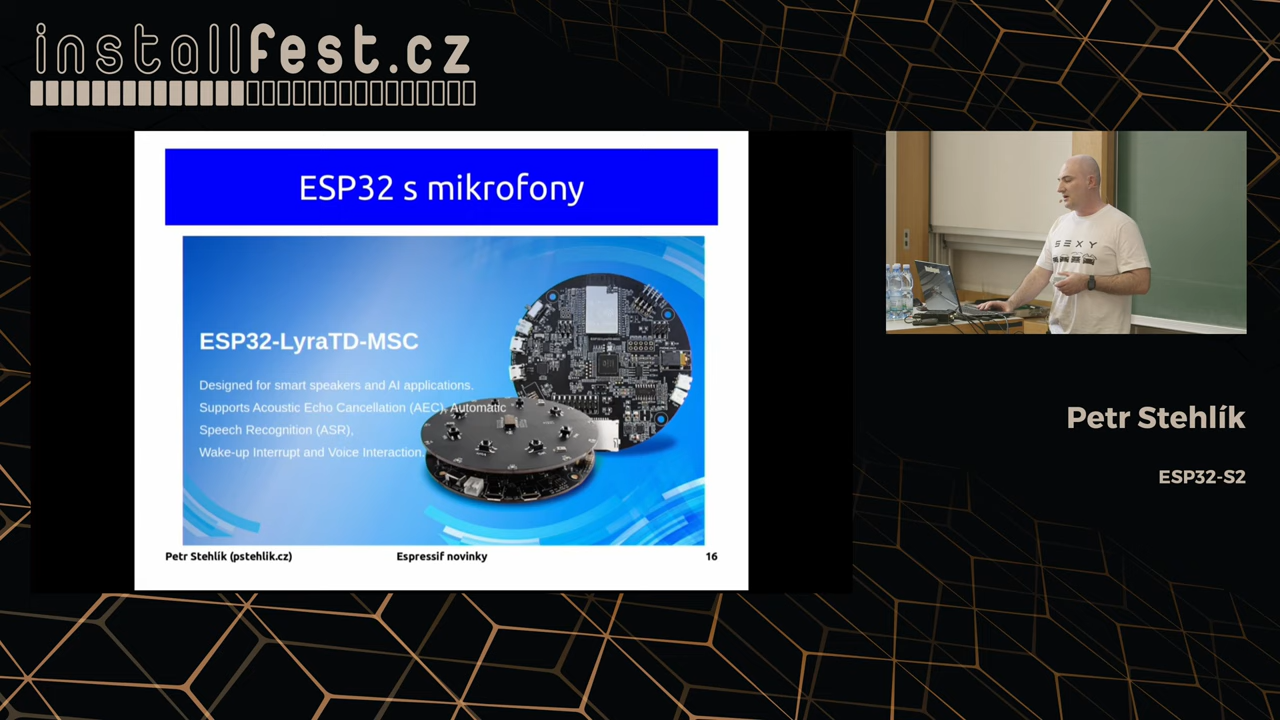 installfest.cz
ESP32 s mikrofony
ESP32-LyraTD-MSC
Designed for smart speakers and AI applications.
Supports Acoustic Echo Cancellation (AEC), Automatic
Speech Recognition (ASR),
Wake-up Interrupt and Voice Interaction.
Petr Stehlík (pstehlik.cz)
Espressif novinky
16
SEXY
Petr Stehlík
ESP32-S2